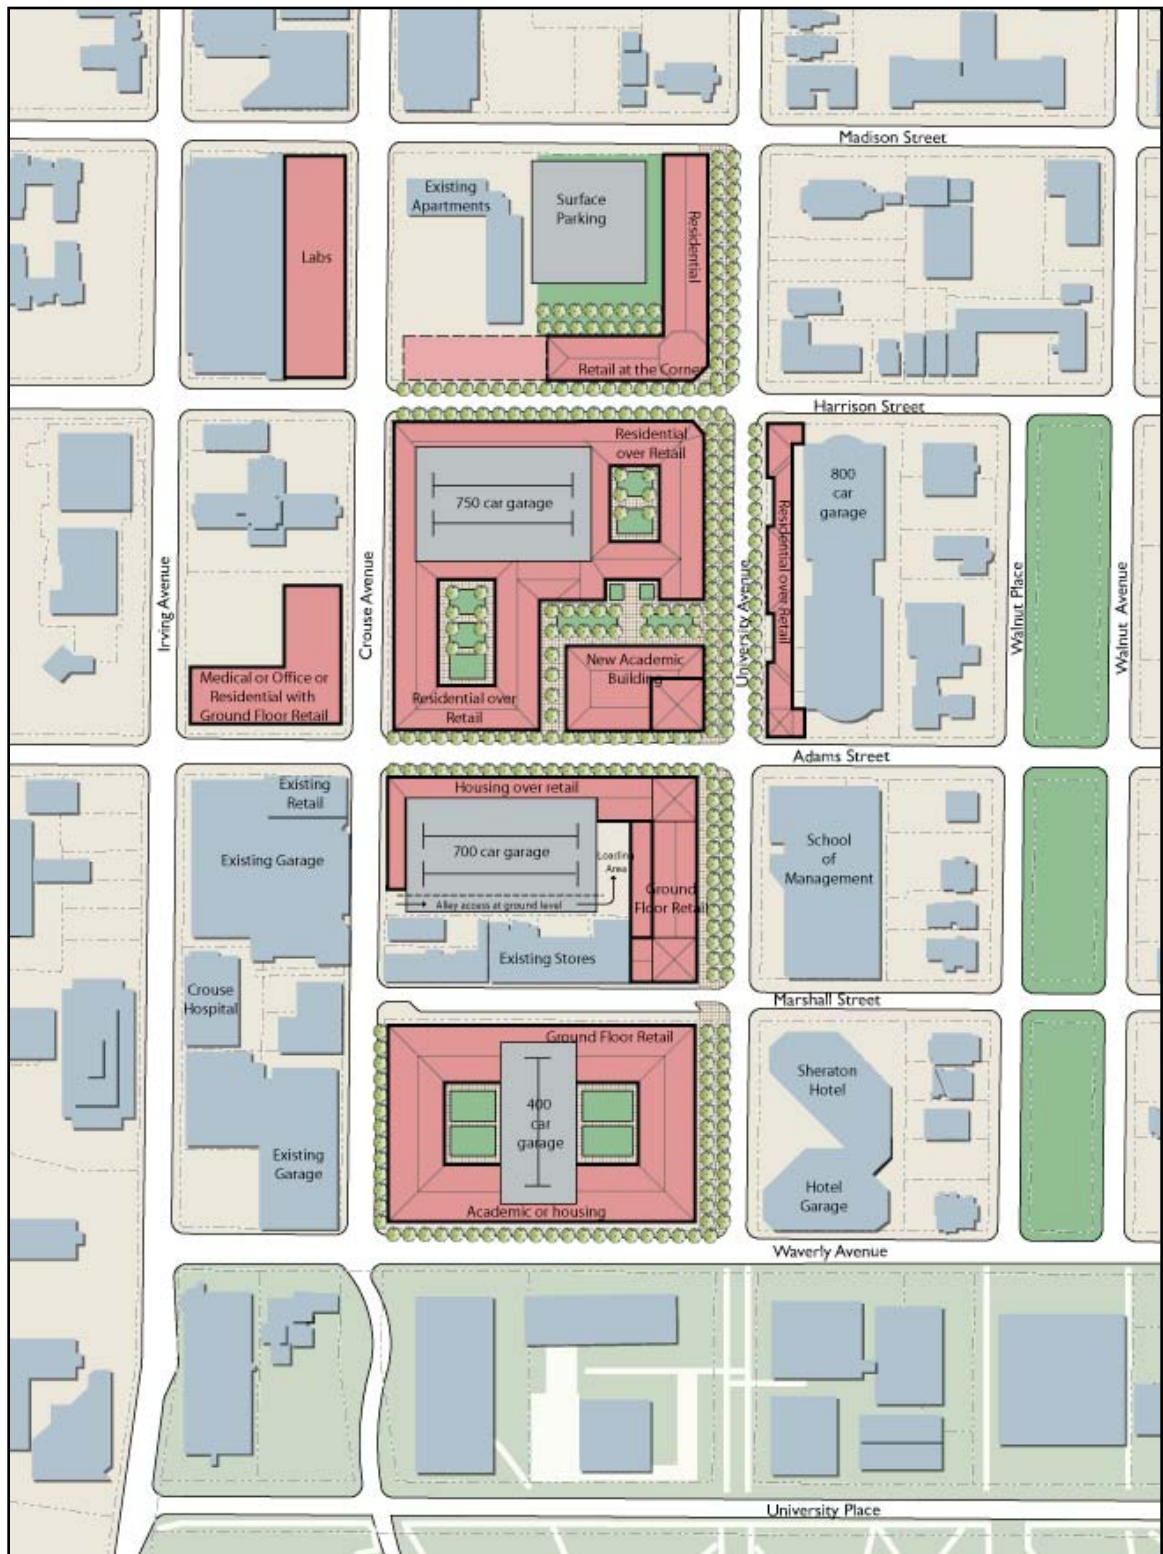 Madison Street
Existing
Apartments
Surface
Parking
Residential
Labs
Retail at the Corner
Harrison Street
Residential
over Retail
800
car
garage
750 car garage
Residential over Retail
Irving Avenue
Crouse Avenue
University Avenue
Walnut Place
Walnut Avenue
New Academic
Building
Medical or Office or
Residential with
Ground Floor Retail
Residential over
Retail
Adams Street
Existing
Retail
Housing over retail
Existing Garage
700 car garage
Loading
Area
School
of
Management
Ground
Floor Retail
Alley access at ground level
Existing Stores
Crouse
Hospital
Marshall Street
Ground Floor Retail
Sheraton
Hotel
400
car
garage
Existing
Garage
Hotel
Garage
Academic or housing
Waverly Avenue
University Place